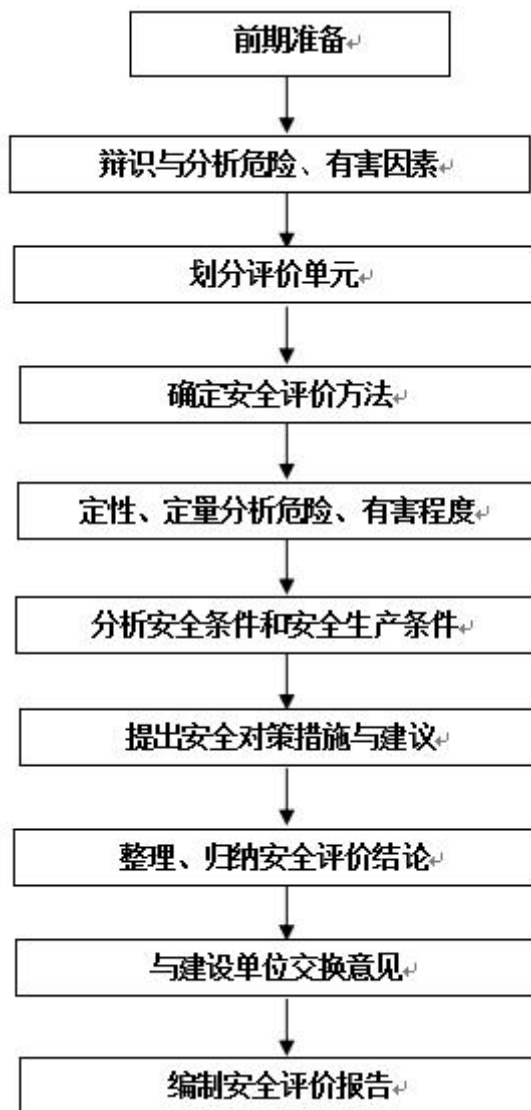 前期准备
辩识与分析危险、有害因素
划分评价单元
确定安全评价方法
定性、定量分析危险、有害程度
分析安全条件和安全生产条件
提出安全对策措施与建议
整理、归纳安全评价结论
与建设单位交换意见
编制安全评价报告